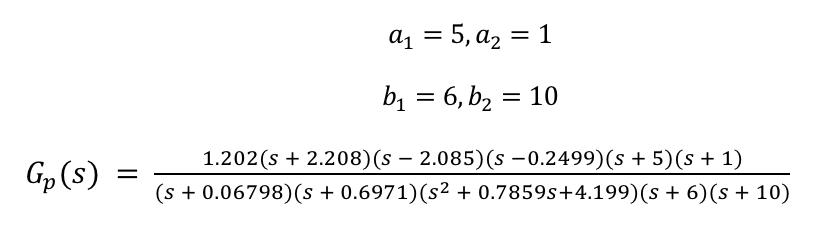 a₁ = 5, a₂ = 1
b₁ = 6, b₂ = 10
Gₚ(s) = 1.202(s + 2.208)(s − 2.085)(s −0.2499)(s + 5)(s + 1)
(s + 0.06798)(s + 0.6971)(s² + 0.7859s+4.199)(s + 6)(s + 10)